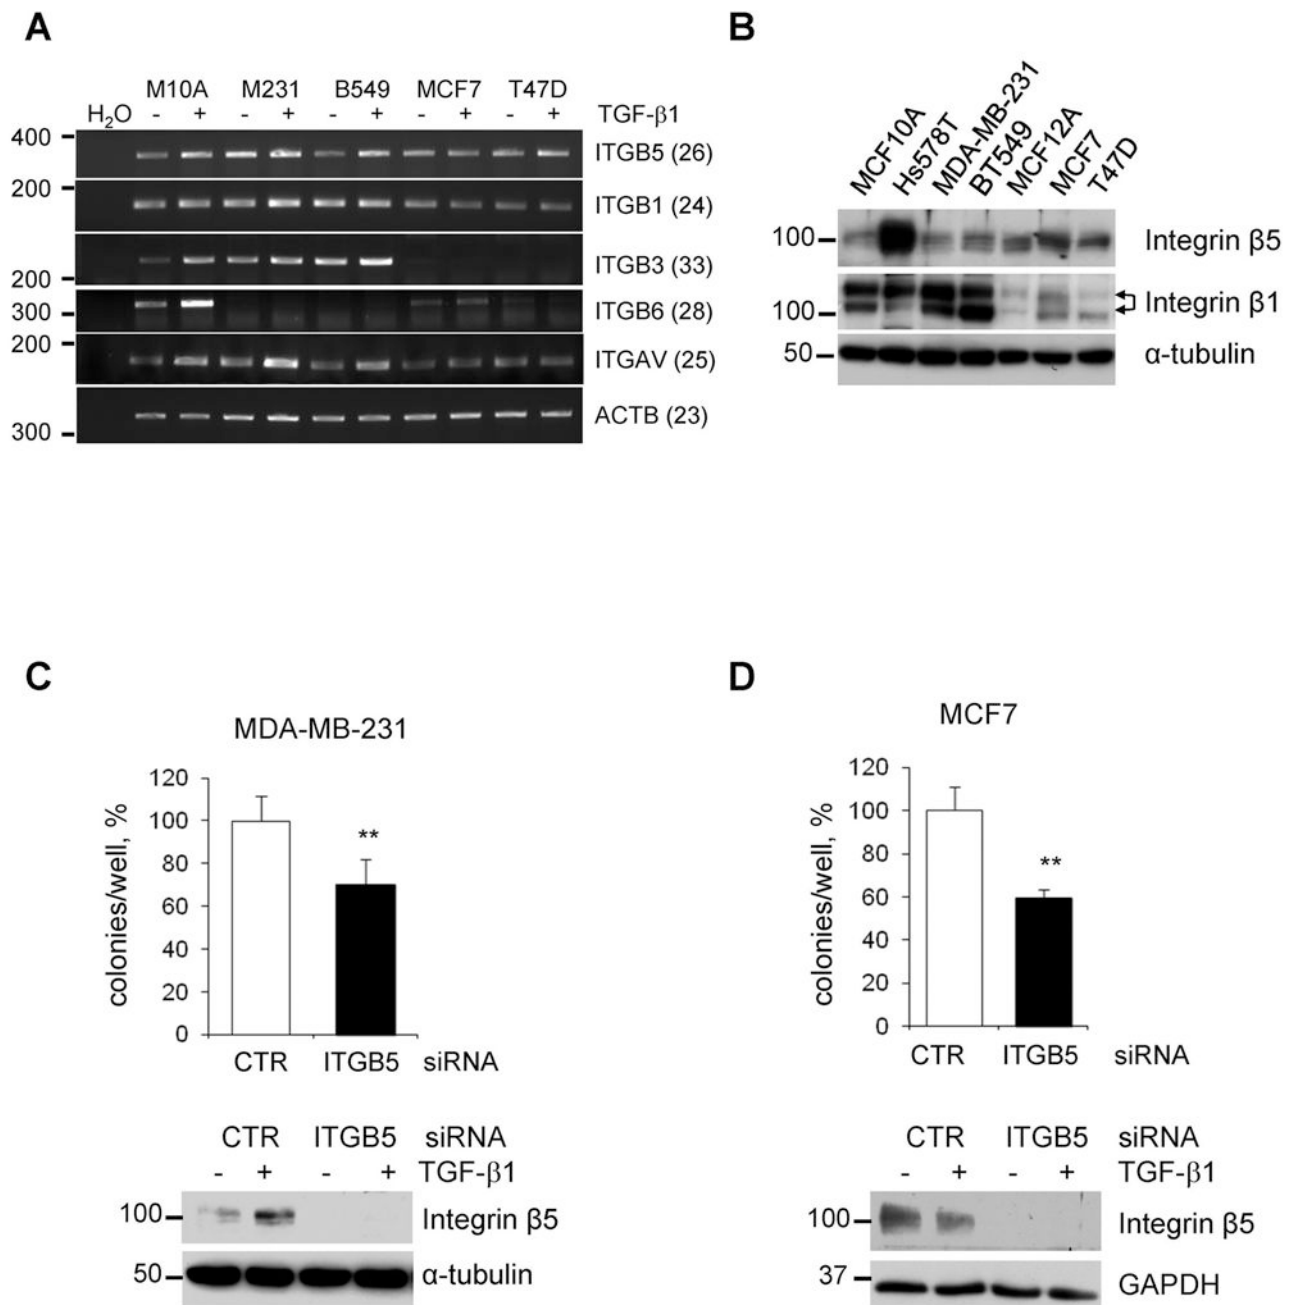 A
M10A M231 B549 MCF7 T47D
H2O - + - + - + - + - + TGF-β1
400
ITGB5 (26)
200
ITGB1 (24)
ITGB3 (33)
200
300
ITGB6 (28)
200
ITGAV (25)
ACTB (23)
300
B
MCF10A
Hs578T
MDA-MB-231
BT549
MCF12A
MCF7
T47D
100 Integrin β5
100 Integrin β1
50 α-tubulin
C
MDA-MB-231
colonies/well, %
120
100
80
60
40
20
0
**
CTR ITGB5 siRNA
CTR ITGB5 siRNA
- + - + TGF-β1
100 Integrin β5
50 α-tubulin
D
MCF7
colonies/well, %
120
100
80
60
40
20
0
**
CTR ITGB5 siRNA
CTR ITGB5 siRNA
- + - + TGF-β1
100 Integrin β5
37 GAPDH